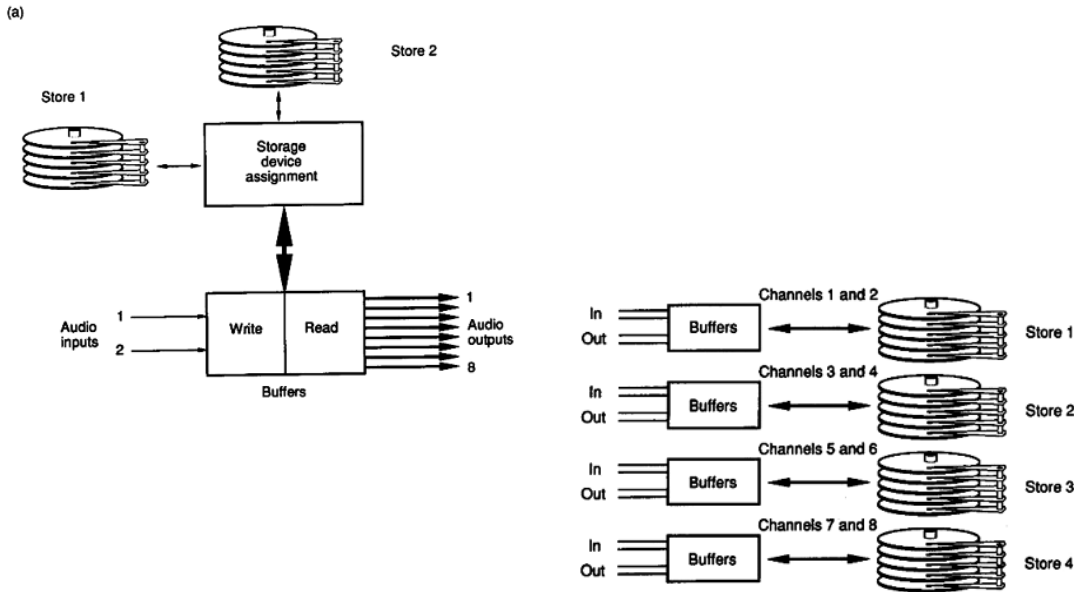 (a)
Store 2
Store 1
Storage
device
assignment
Audio
inputs
1
2
Write
Read
1
Audio
outputs
8
Buffers
Channels 1 and 2
In
Out
Buffers
Store 1
Channels 3 and 4
In
Out
Buffers
Store 2
Channels 5 and 6
In
Out
Buffers
Store 3
Channels 7 and 8
In
Out
Buffers
Store 4